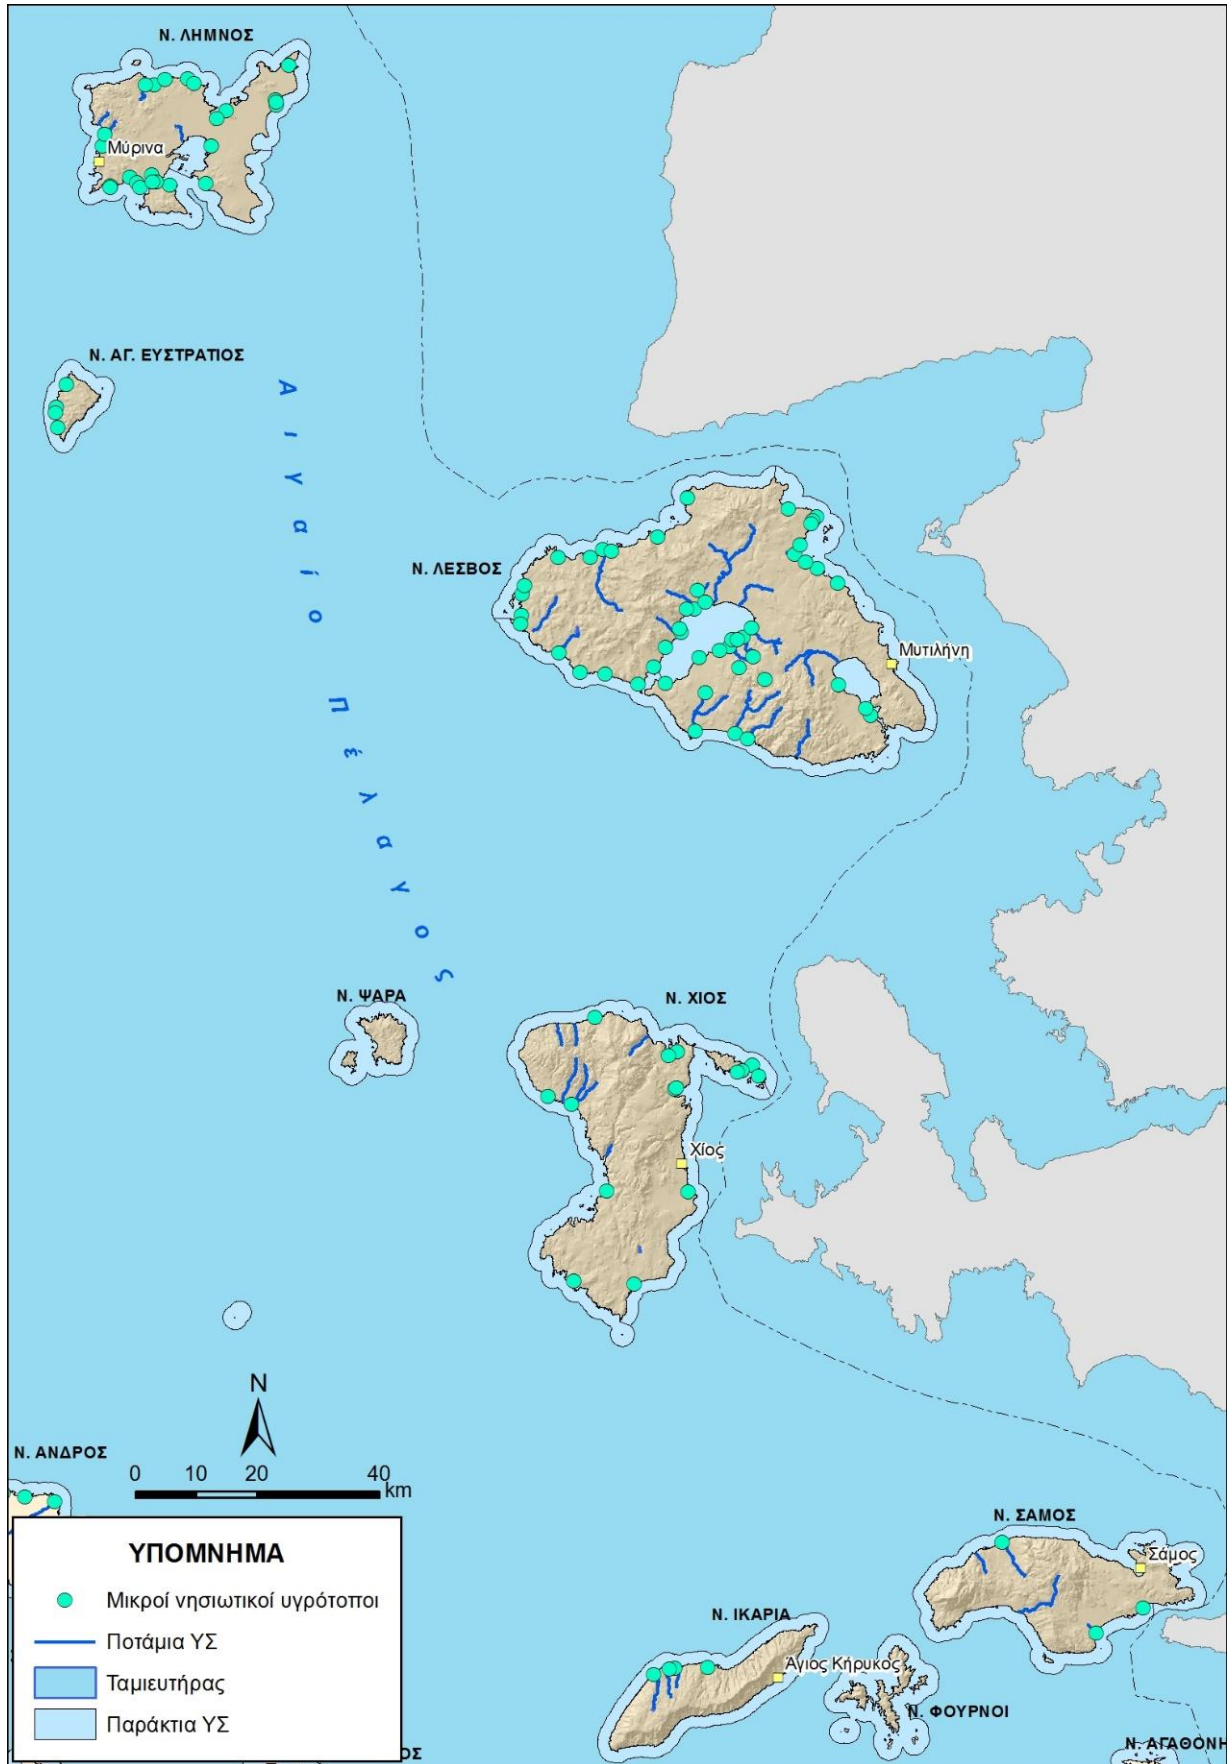 Ν. ΛΗΜΝΟΣ
Μύρινα
Ν. ΑΓ. ΕΥΣΤΡΑΤΙΟΣ
Αιγαίο Πέλαγος
Ν. ΛΕΣΒΟΣ
Μυτιλήνη
Ν. ΨΑΡΑ
Ν. ΧΙΟΣ
Χίος
N
Ν. ΑΝΔΡΟΣ
0 10 20 40
km
Ν. ΣΑΜΟΣ
Σάμος
Ν. ΙΚΑΡΙΑ
Άγιος Κήρυκος
Ν. ΦΟΥΡΝΟΙ
Ν. ΑΓΑΘΟΝΗ
ΥΠΟΜΝΗΜΑ
Μικροί νησιωτικοί υγρότοποι
Ποτάμια ΥΣ
Ταμιευτήρας
Παράκτια ΥΣ
ΟΣ